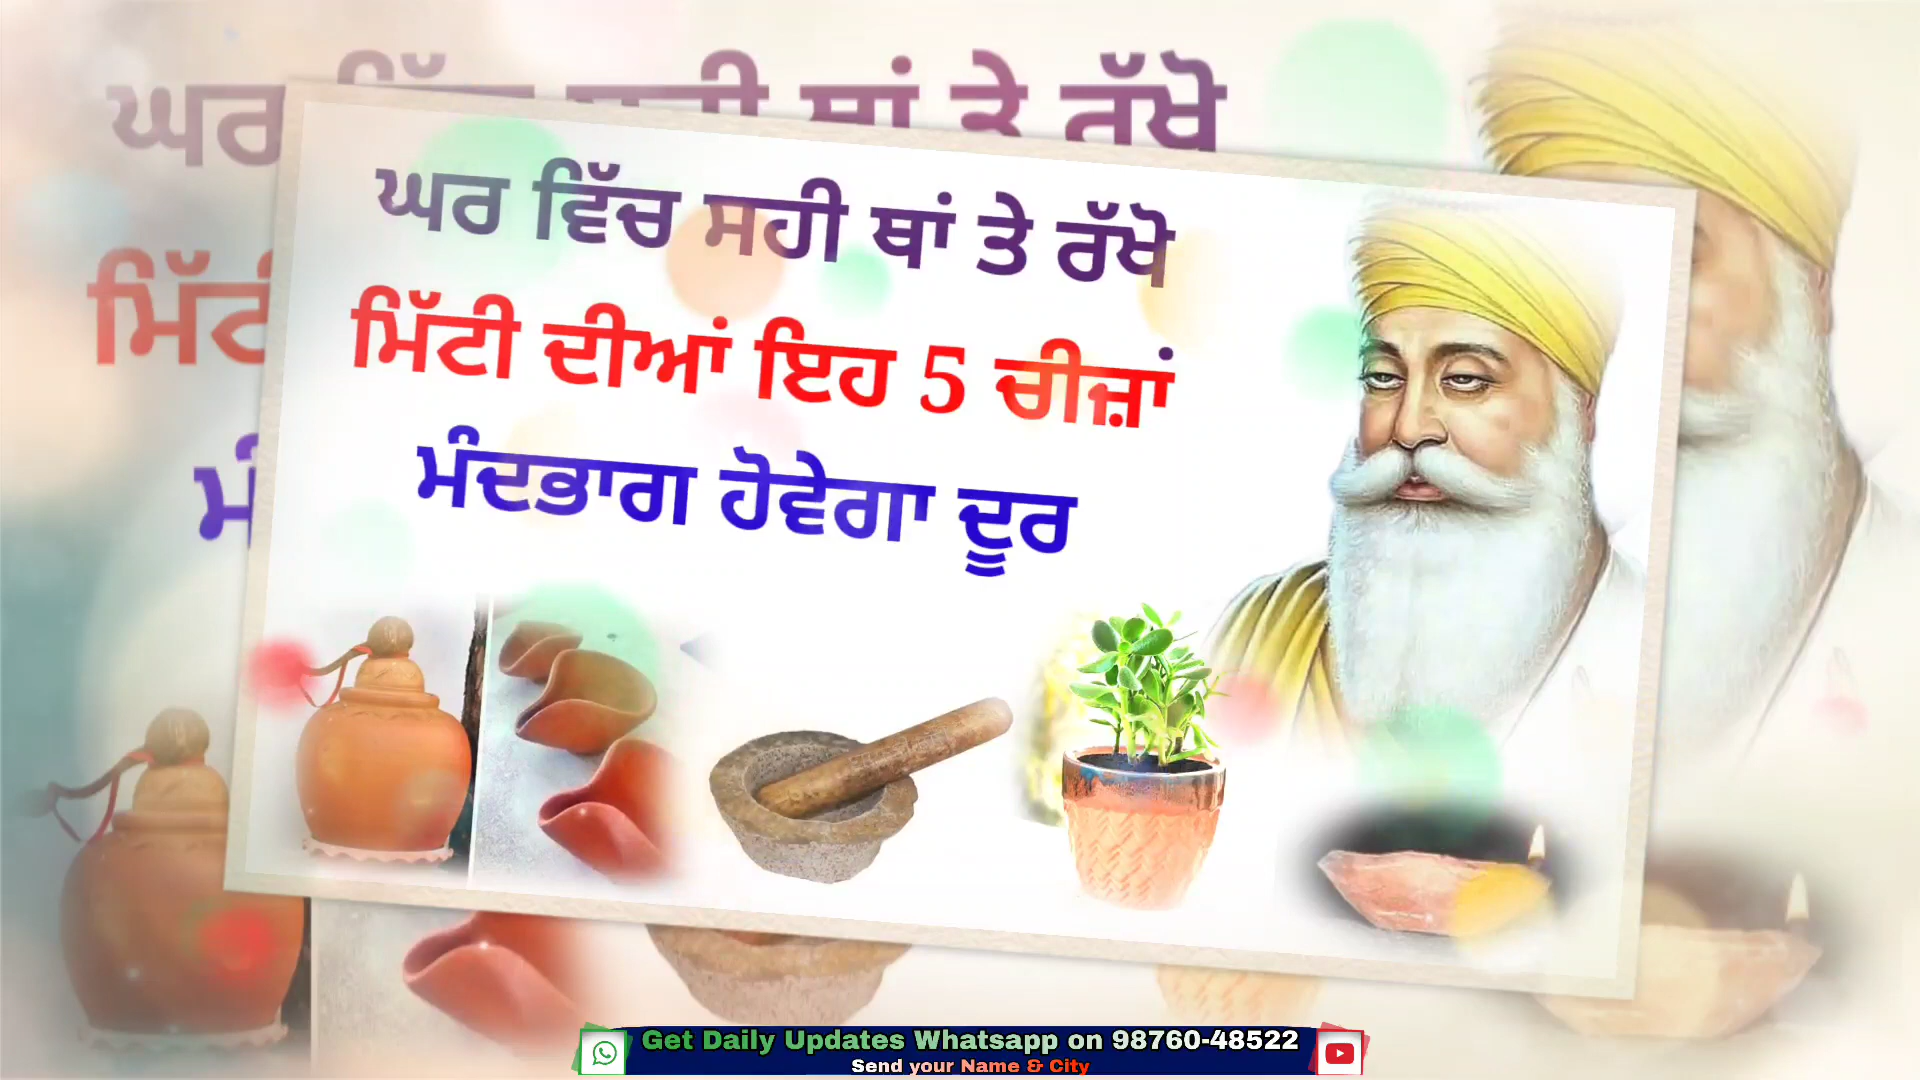 ਘਰ ਵਿੱਚ ਸਹੀ ਥਾਂ ਤੇ ਰੱਖੋ
ਮਿੱਟੀ ਦੀਆਂ ਇਹ 5 ਚੀਜ਼ਾਂ
ਮੰਦਭਾਗ ਹੋਵੇਗਾ ਦੂਰ
Get Daily Updates Whatsapp on 98760-48522
Send your Name & City